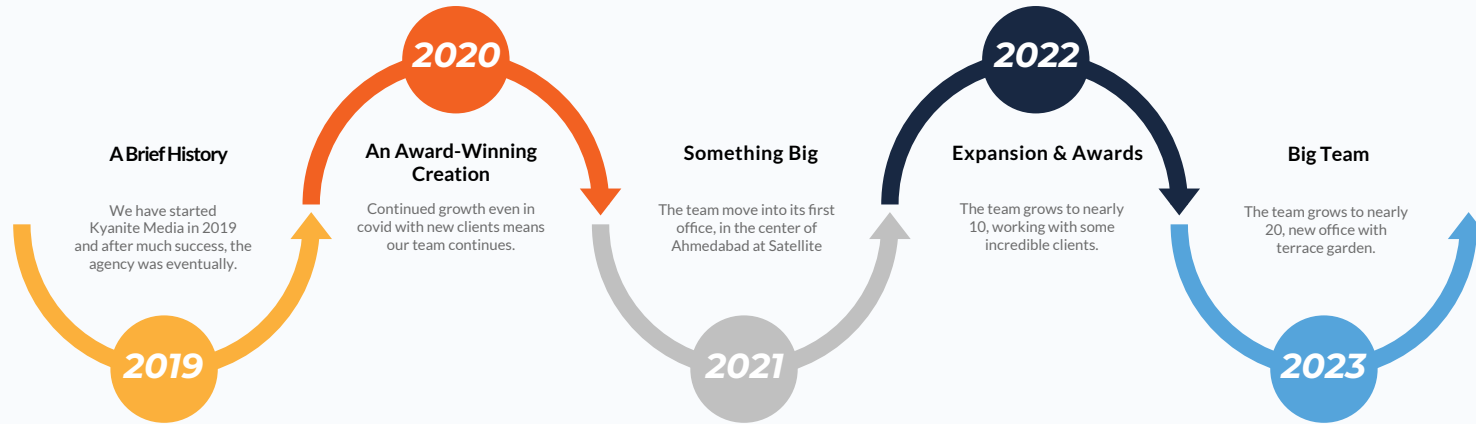 A Brief History
We have started
Kyanite Media in 2019
and after much success, the
agency was eventually.
2019
2020
An Award-Winning
Creation
Continued growth even in
covid with new clients means
our team continues.
Something Big
The team move into its first
office, in the center of
Ahmedabad at Satellite
2021
2022
Expansion & Awards
The team grows to nearly
10, working with some
incredible clients.
Big Team
The team grows to nearly
20, new office with
terrace garden.
2023